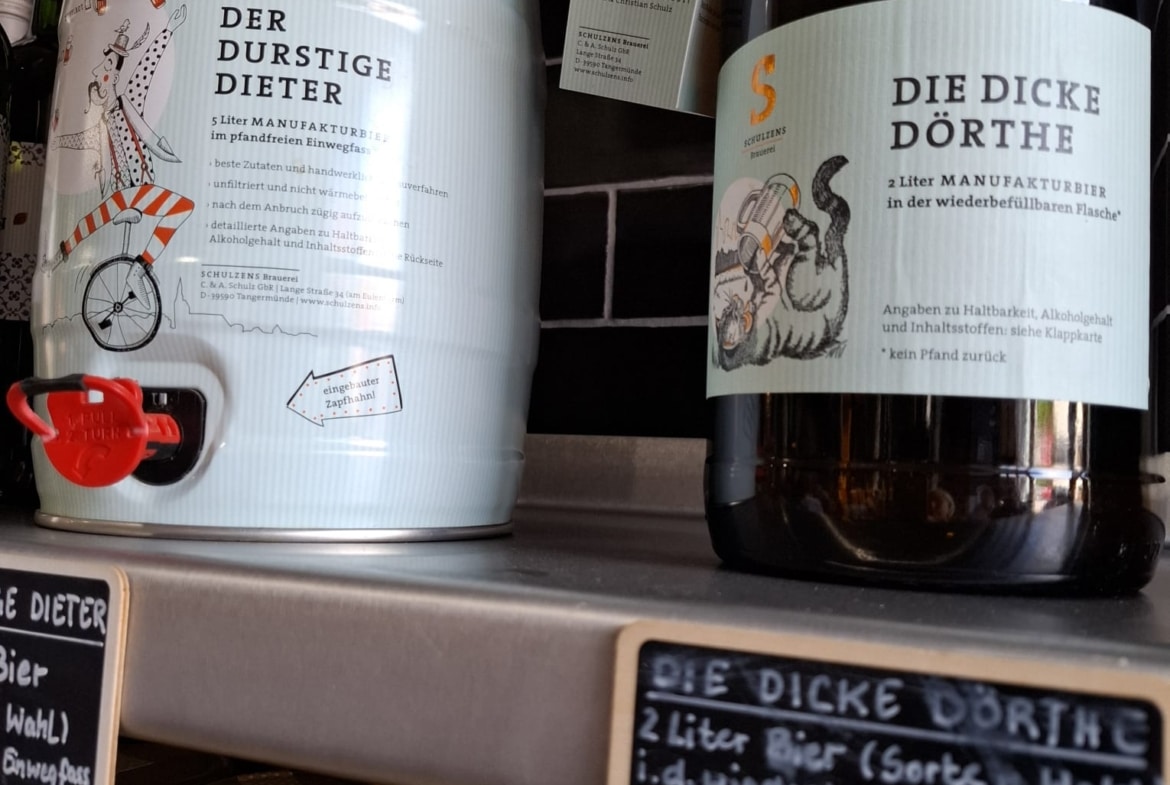 DER
DURSTIGE
DIETER
5 Liter MANUFAKTURBIER
im pfandfreien Einwegfass
› beste Zutaten und
› unfiltriert und nicht
› nach dem Anbruch zügig
› detaillierte Angaben zu
Alkoholgehalt und Inhaltsstoffen Rückseite
SCHULZENS Brauerei
C. & A. Schulz GbR | Lange Straße 34
D-39590 Tangermünde | www.schulzens.info
eingebauter
Zapfhahn!
Christian Schulz
SCHULZENS Brauerei
C. & A. Schulz GbR
Lange Straße 34
D-39590 Tangermünde
www.schulzens.info
S
SCHULZENS
Brauerei
DIE DICKE
DÖRTHE
2 Liter MANUFAKTURBIER
in der wiederbefüllbaren Flasche*
Angaben zu Haltbarkeit, Alkoholgehalt
und Inhaltsstoffen: siehe Klappkarte
* kein Pfand zurück
DIETER
Bier
Wahl)
Einwegfass
DIE DICKE DÖRTHE
2 Liter Bier (Sorte
i.d.